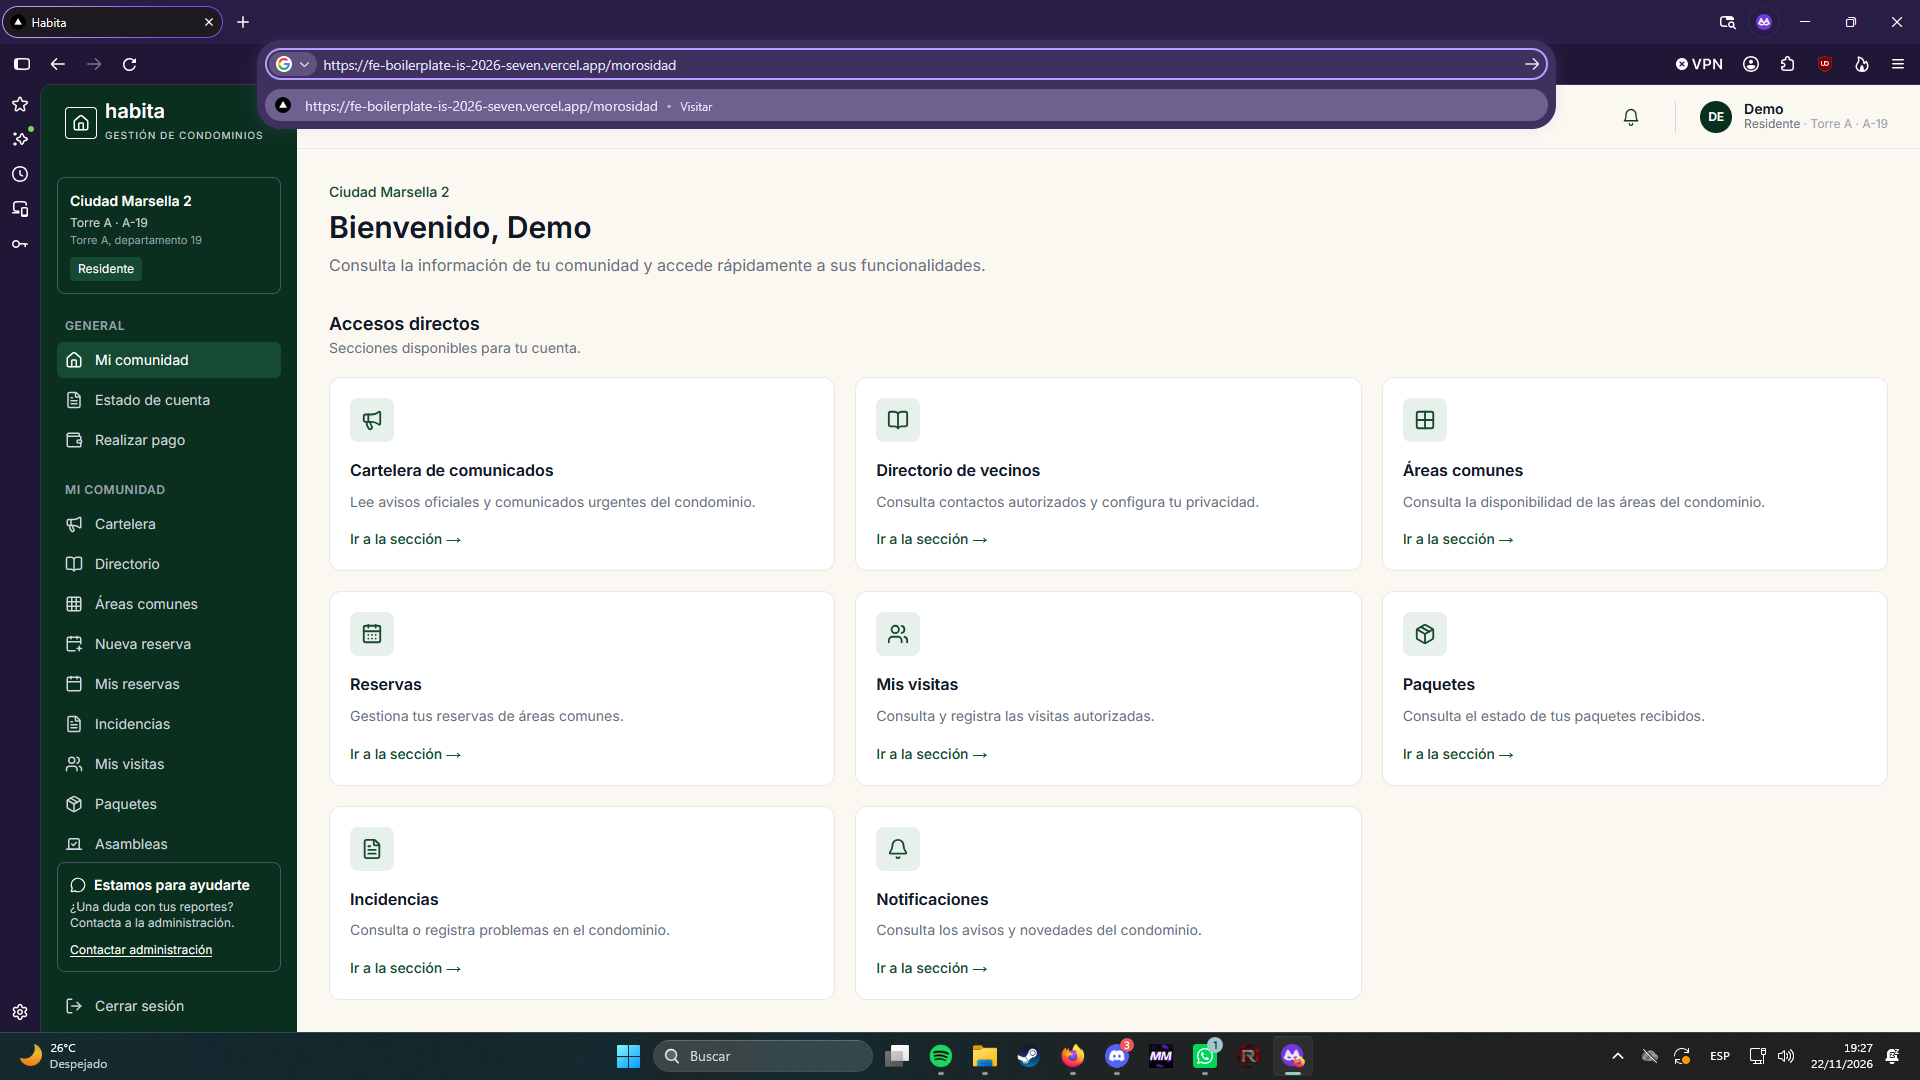 Habita
https://fe-boilerplate-is-2026-seven.vercel.app/morosidad
https://fe-boilerplate-is-2026-seven.vercel.app/morosidad - Visitar
VPN
habita
GESTIÓN DE CONDOMINIOS
DE
Demo
Residente · Torre A · A-19
Ciudad Marsella 2
Torre A · A-19
Torre A, departamento 19
Residente
GENERAL
Mi comunidad
Estado de cuenta
Realizar pago
MI COMUNIDAD
Cartelera
Directorio
Áreas comunes
Nueva reserva
Mis reservas
Incidencias
Mis visitas
Paquetes
Asambleas
Estamos para ayudarte
¿Una duda con tus reportes?
Contacta a la administración.
Contactar administración
Cerrar sesión
Ciudad Marsella 2
Bienvenido, Demo
Consulta la información de tu comunidad y accede rápidamente a sus funcionalidades.
Accesos directos
Secciones disponibles para tu cuenta.
Cartelera de comunicados
Lee avisos oficiales y comunicados urgentes del condominio.
Ir a la sección →
Directorio de vecinos
Consulta contactos autorizados y configura tu privacidad.
Ir a la sección →
Áreas comunes
Consulta la disponibilidad de las áreas del condominio.
Ir a la sección →
Reservas
Gestiona tus reservas de áreas comunes.
Ir a la sección →
Mis visitas
Consulta y registra las visitas autorizadas.
Ir a la sección →
Paquetes
Consulta el estado de tus paquetes recibidos.
Ir a la sección →
Incidencias
Consulta o registra problemas en el condominio.
Ir a la sección →
Notificaciones
Consulta los avisos y novedades del condominio.
Ir a la sección →
26°C
Despejado
Buscar
3
MM
1
R
ESP
19:27
22/11/2026